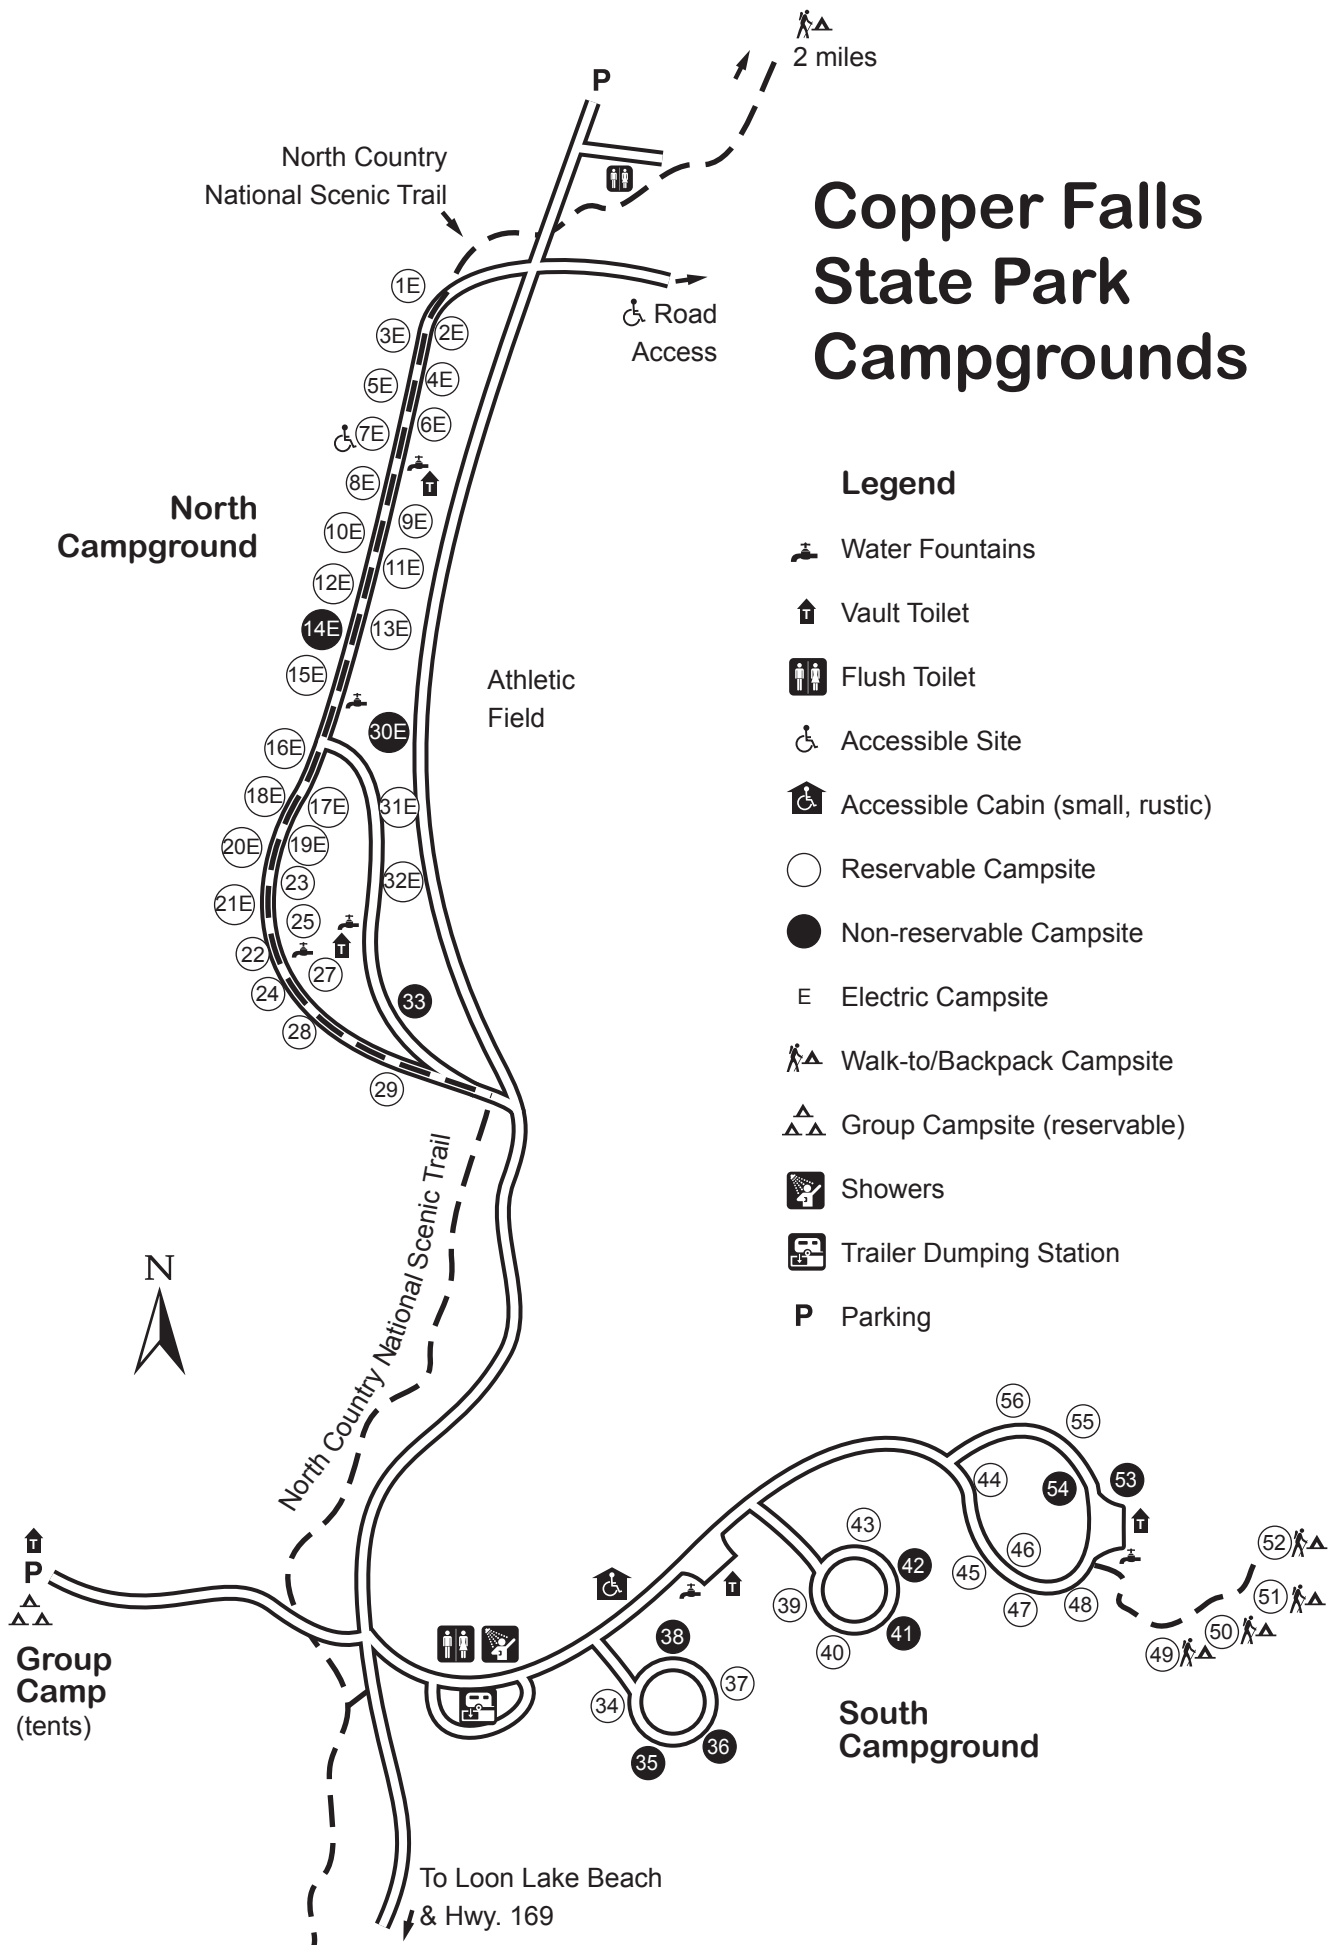 2 miles
P
North Country
National Scenic Trail
Copper Falls
State Park
Campgrounds
1E
Road
Access
3E
2E
5E
4E
7E
6E
8E
North
Campground
9E
10E
11E
12E
14E
13E
15E
Athletic
Field
30E
16E
18E
17E
31E
20E
19E
23
32E
21E
25
22
T
27
24
33
28
29
T
Legend
Water Fountains
T
Vault Toilet
Flush Toilet
Accessible Site
Accessible Cabin (small, rustic)
Reservable Campsite
Non-reservable Campsite
E
Electric Campsite
Walk-to/Backpack Campsite
Group Campsite (reservable)
Showers
Trailer Dumping Station
P
Parking
North Country National Scenic Trail
N
56
55
44
54
53
T
43
46
42
45
52
39
47
48
51
41
50
40
49
T
T
P
Group
Camp
(tents)
38
37
34
36
35
South
Campground
To Loon Lake Beach
& Hwy. 169